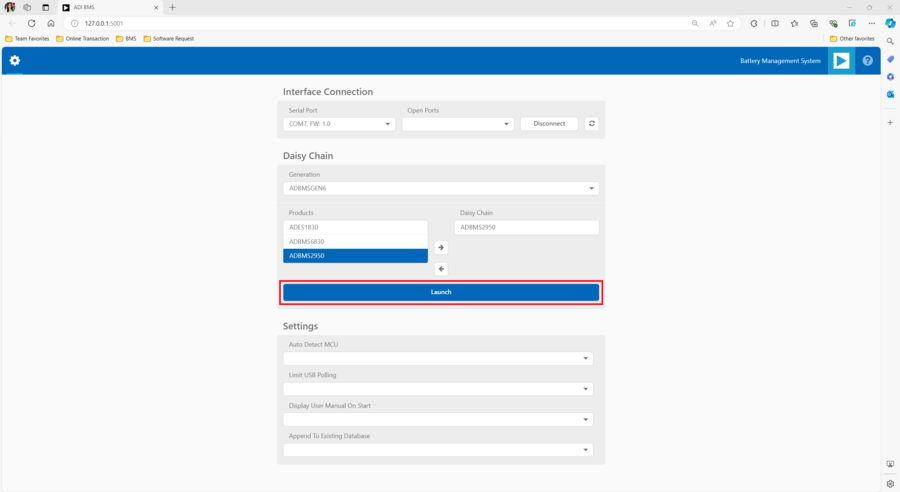 ADI BMS
127.0.0.1:5001
Team Favorites Online Transaction BMS Software Request Other favorites
Battery Management System
Interface Connection
Serial Port Open Ports
COM7, FW: 1.0 Disconnect
Daisy Chain
Generation
ADBMSGEN6
Products Daisy Chain
ADES1830 ADBMS2950
ADBMS6830
ADBMS2950
Launch
Settings
Auto Detect MCU
Limit USB Polling
Display User Manual On Start
Append To Existing Database